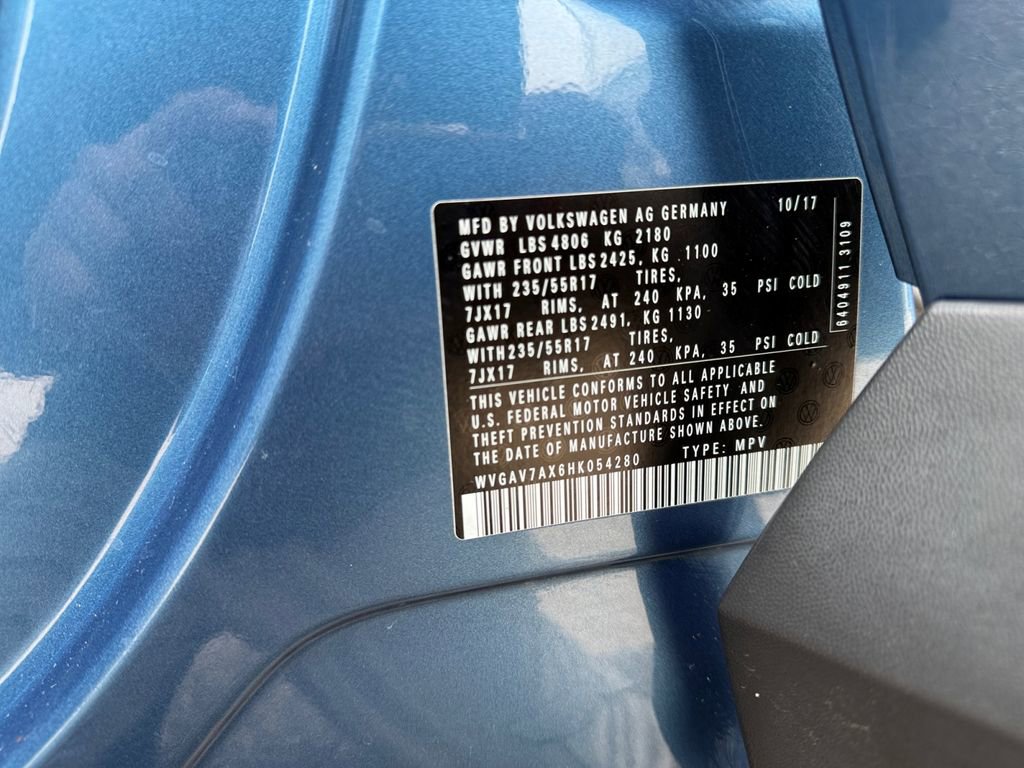 MFD BY VOLKSWAGEN AG GERMANY 10/17
GVWR LBS 4806 KG 2180
GAWR FRONT LBS 2425, KG 1100
WITH 235/55R17 TIRES,
7JX17 RIMS, AT 240 KPA, 35 PSI COLD
GAWR REAR LBS 2491, KG 1130
WITH 235/55R17 TIRES,
7JX17 RIMS, AT 240 KPA, 35 PSI COLD
THIS VEHICLE CONFORMS TO ALL APPLICABLE
U.S. FEDERAL MOTOR VEHICLE SAFETY AND
THEFT PREVENTION STANDARDS IN EFFECT ON
THE DATE OF MANUFACTURE SHOWN ABOVE.
WVGAV7AX6HK054280 TYPE: MPV
6404911 3109